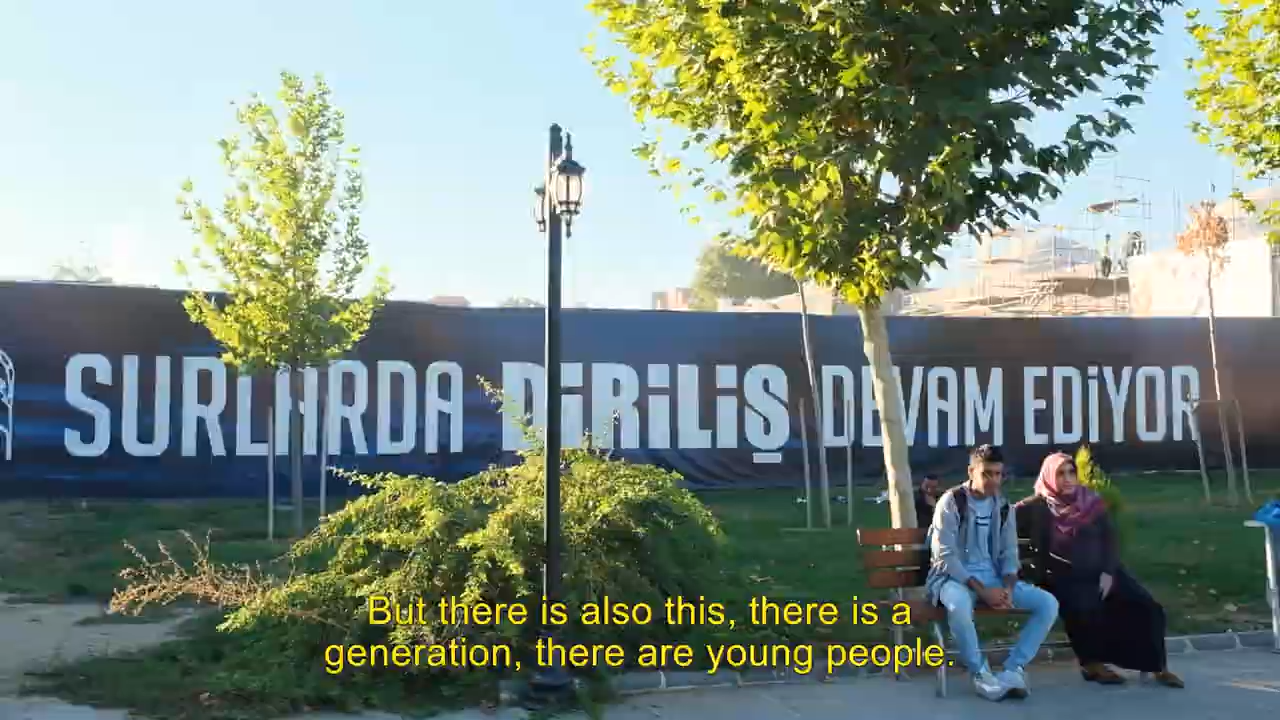 SURLARDA DİRİLİŞ DEVAM EDİYOR
But there is also this, there is a
generation, there are young people.